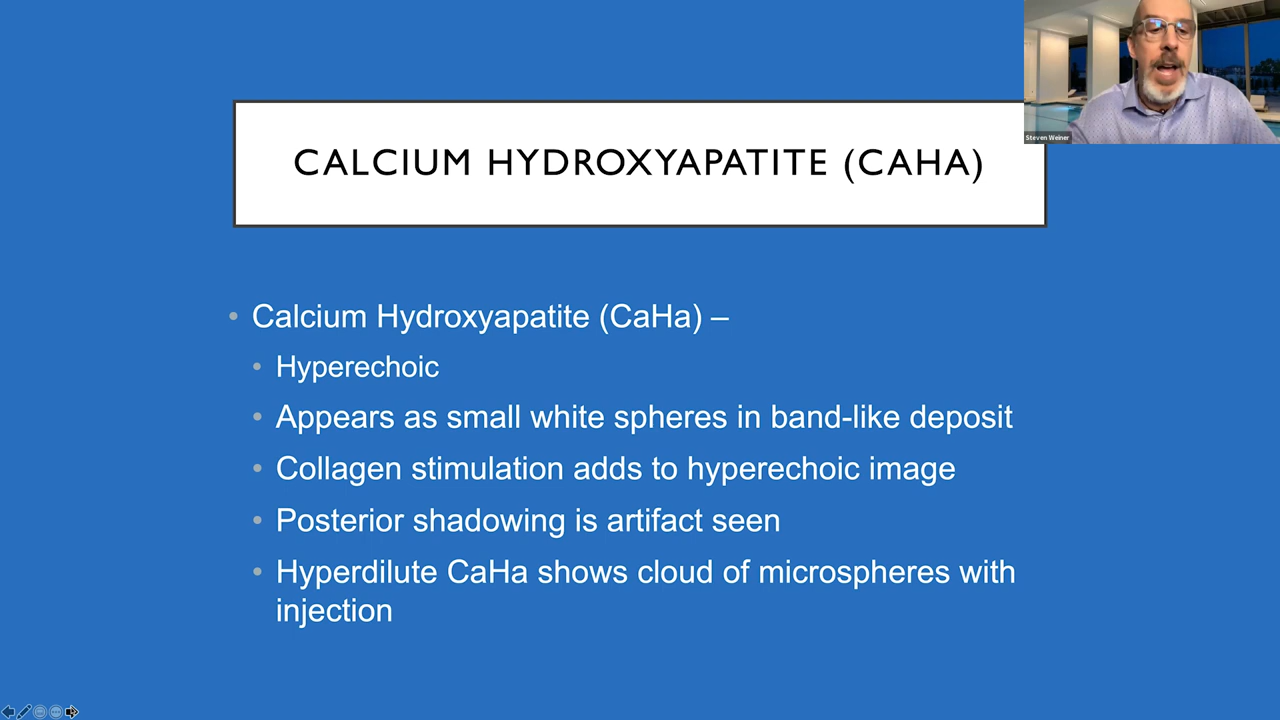 Steven Weiner
CALCIUM HYDROXYAPATITE (CAHA)
• Calcium Hydroxyapatite (CaHa) –
• Hyperechoic
• Appears as small white spheres in band-like deposit
• Collagen stimulation adds to hyperechoic image
• Posterior shadowing is artifact seen
• Hyperdilute CaHa shows cloud of microspheres with
injection